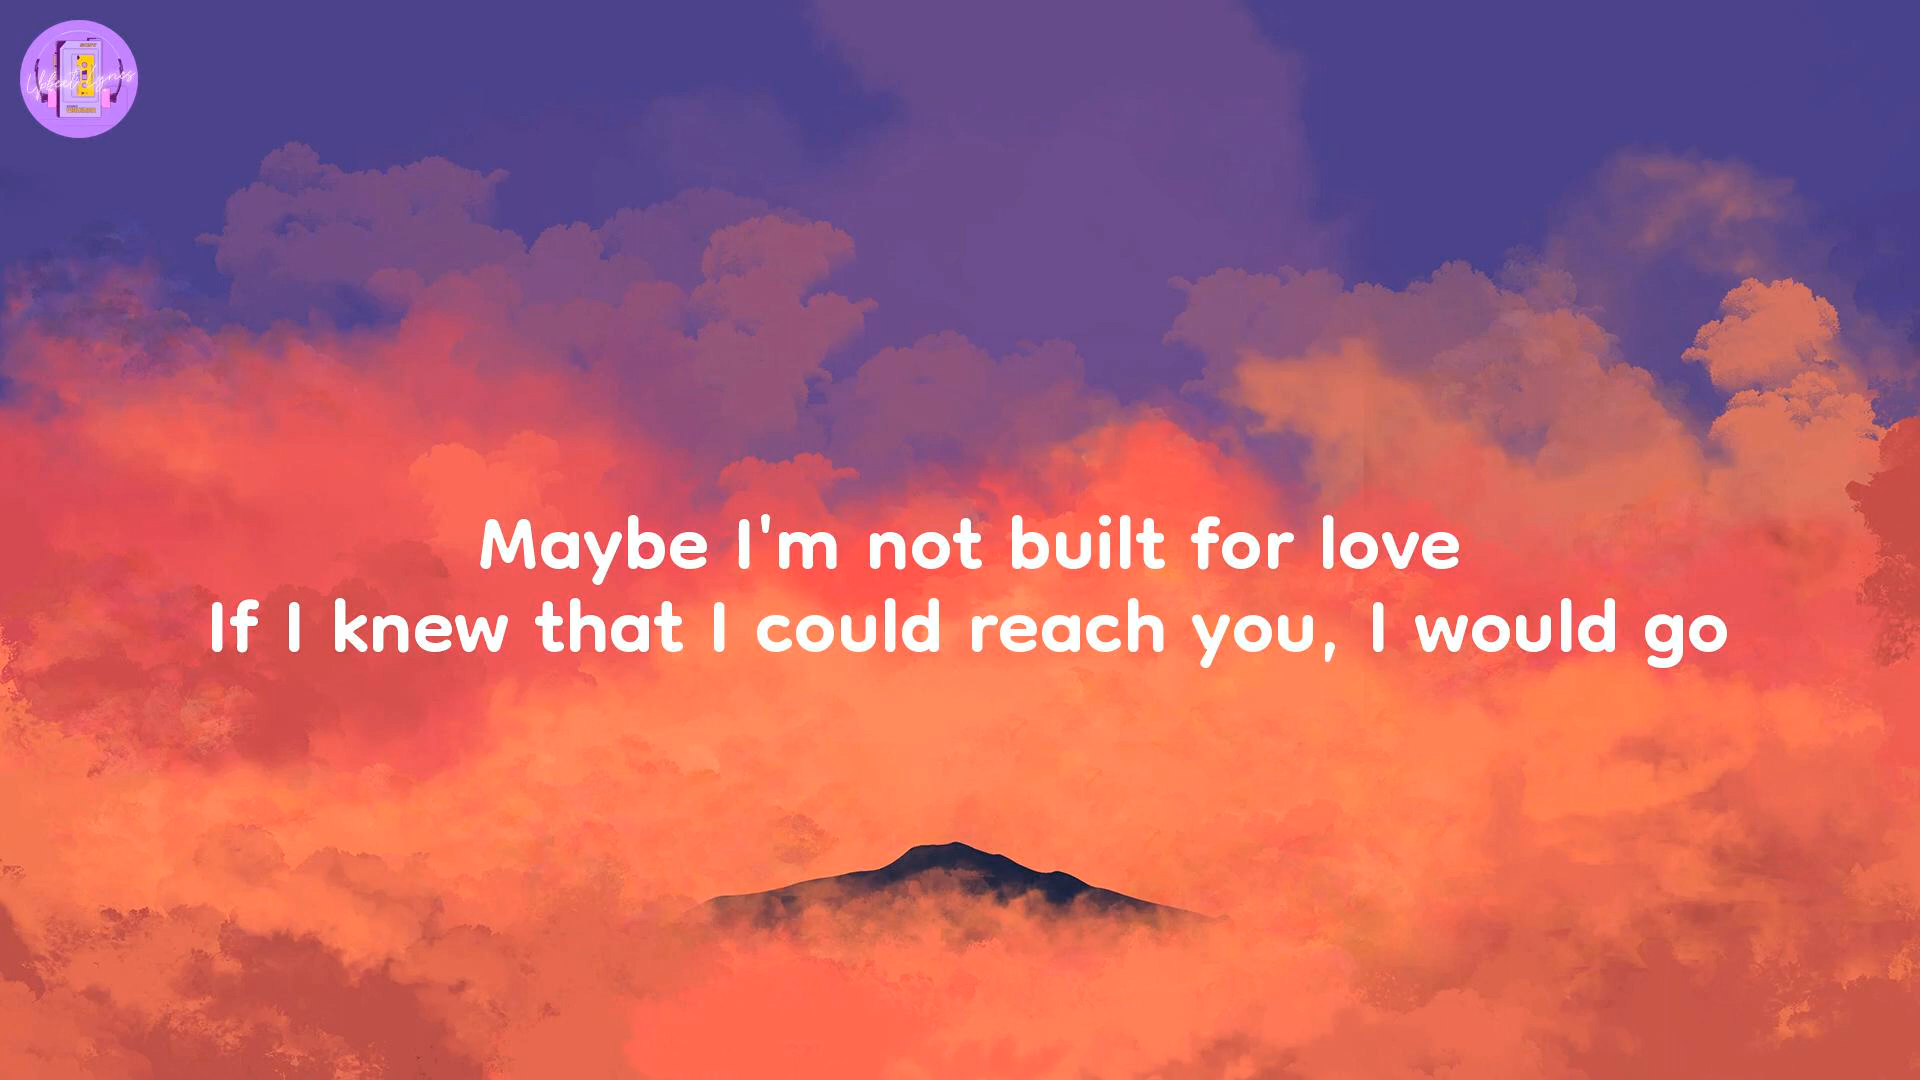 Maybe I'm not built for love
If I knew that I could reach you, I would go